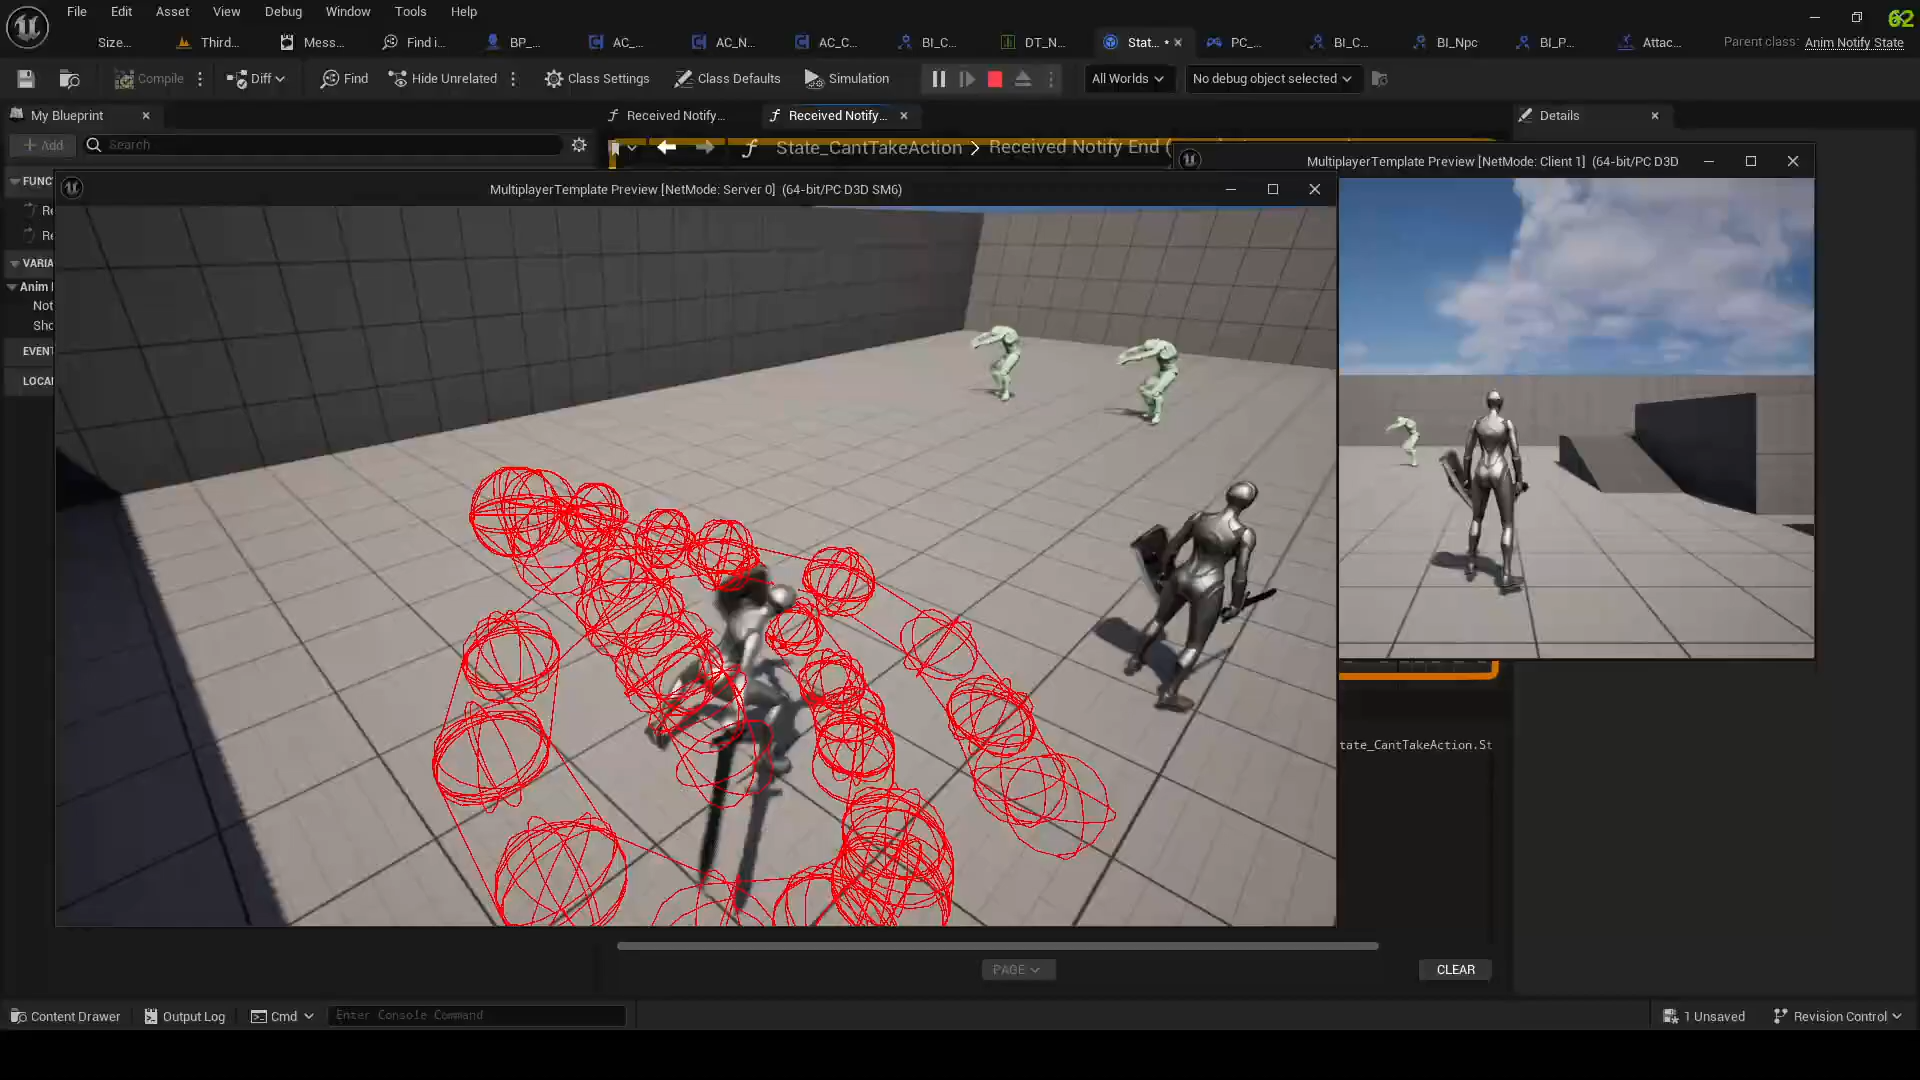 File Edit Asset View Debug Window Tools Help
62
Size... Third... Mess... Find i... BP_... AC_... AC_N... AC_C... BI_C... DT_N... Stat... • PC_... BI_C... BI_Npc BI_P... Attac... Parent class: Anim Notify State
Compile Diff Find Hide Unrelated Class Settings Class Defaults Simulation All Worlds No debug object selected
My Blueprint Received Notify... Received Notify... Details
+ Add Search State_CantTakeAction > Received Notify End (
MultiplayerTemplate Preview [NetMode: Client 1] (64-bit/PC D3D
FUNC MultiplayerTemplate Preview [NetMode: Server 0] (64-bit/PC D3D SM6)
Re
Re
VARIA
Anim
Not
Sho
EVENT
LOCAL
tate_CantTakeAction.St
PAGE CLEAR
Content Drawer Output Log Cmd Enter Console Command 1 Unsaved Revision Control